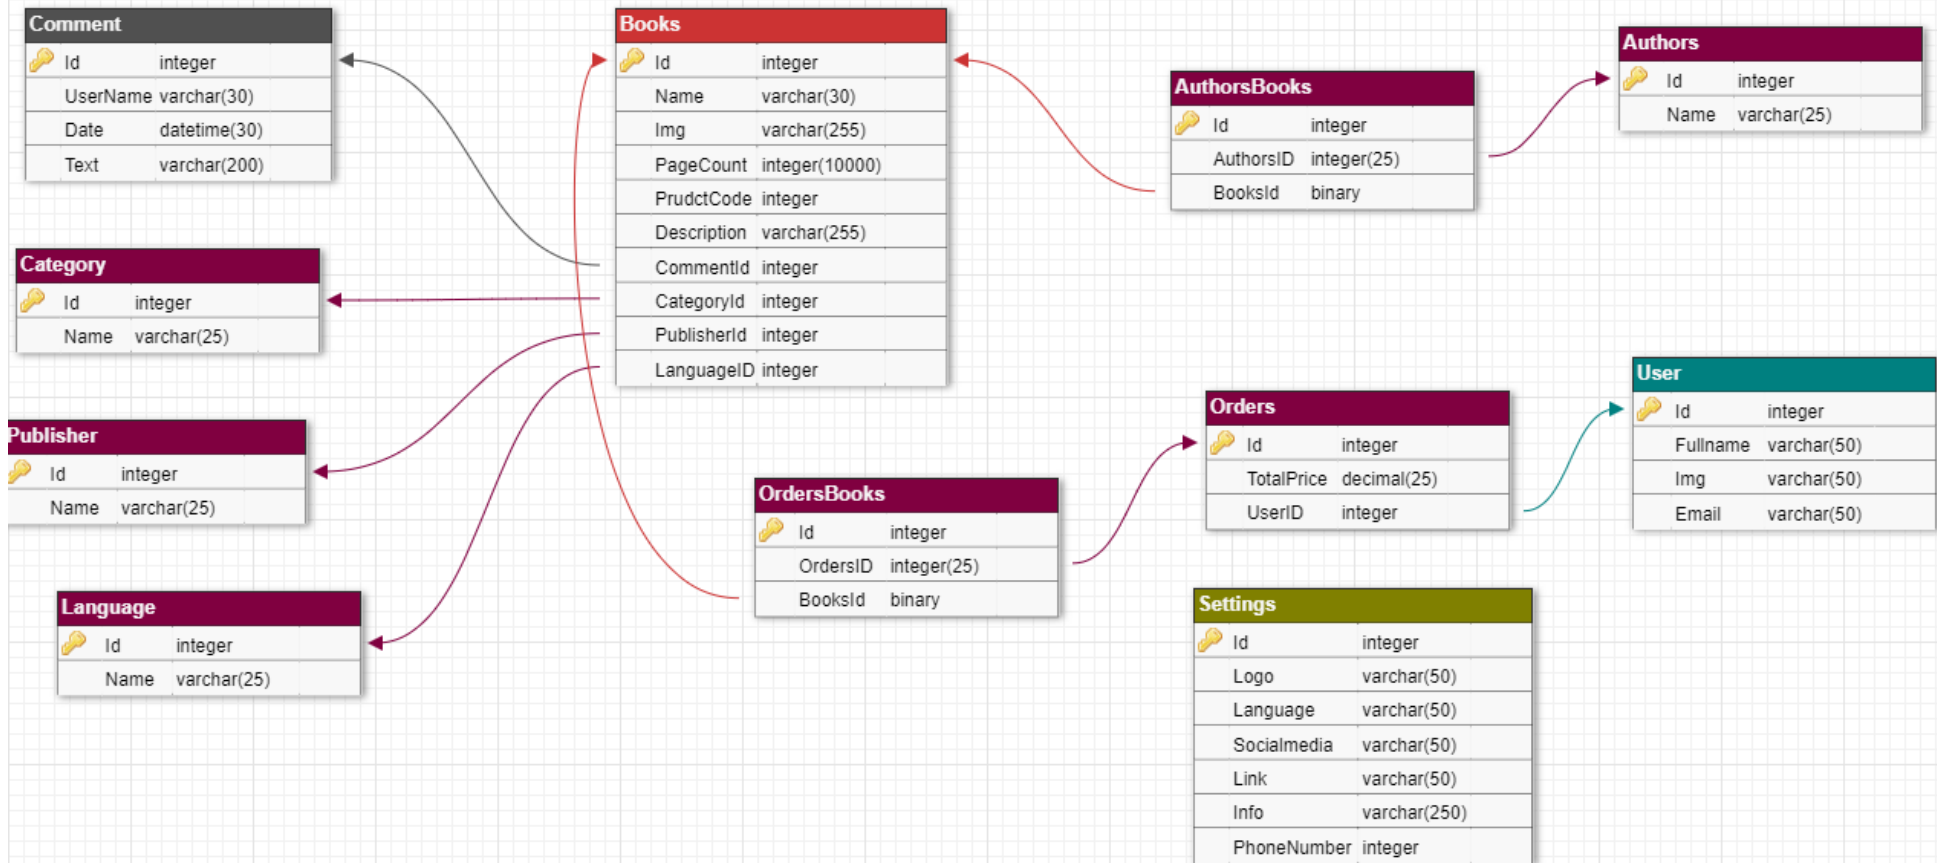 Comment
Id integer
UserName varchar(30)
Date datetime(30)
Text varchar(200)
Category
Id integer
Name varchar(25)
Publisher
Id integer
Name varchar(25)
Language
Id integer
Name varchar(25)
Books
Id integer
Name varchar(30)
Img varchar(255)
PageCount integer(10000)
PrudctCode integer
Description varchar(255)
CommentId integer
CategoryId integer
PublisherId integer
LanguageID integer
OrdersBooks
Id integer
OrdersID integer(25)
BooksId binary
AuthorsBooks
Id integer
AuthorsID integer(25)
BooksId binary
Authors
Id integer
Name varchar(25)
Orders
Id integer
TotalPrice decimal(25)
UserID integer
User
Id integer
Fullname varchar(50)
Img varchar(50)
Email varchar(50)
Settings
Id integer
Logo varchar(50)
Language varchar(50)
Socialmedia varchar(50)
Link varchar(50)
Info varchar(250)
PhoneNumber integer